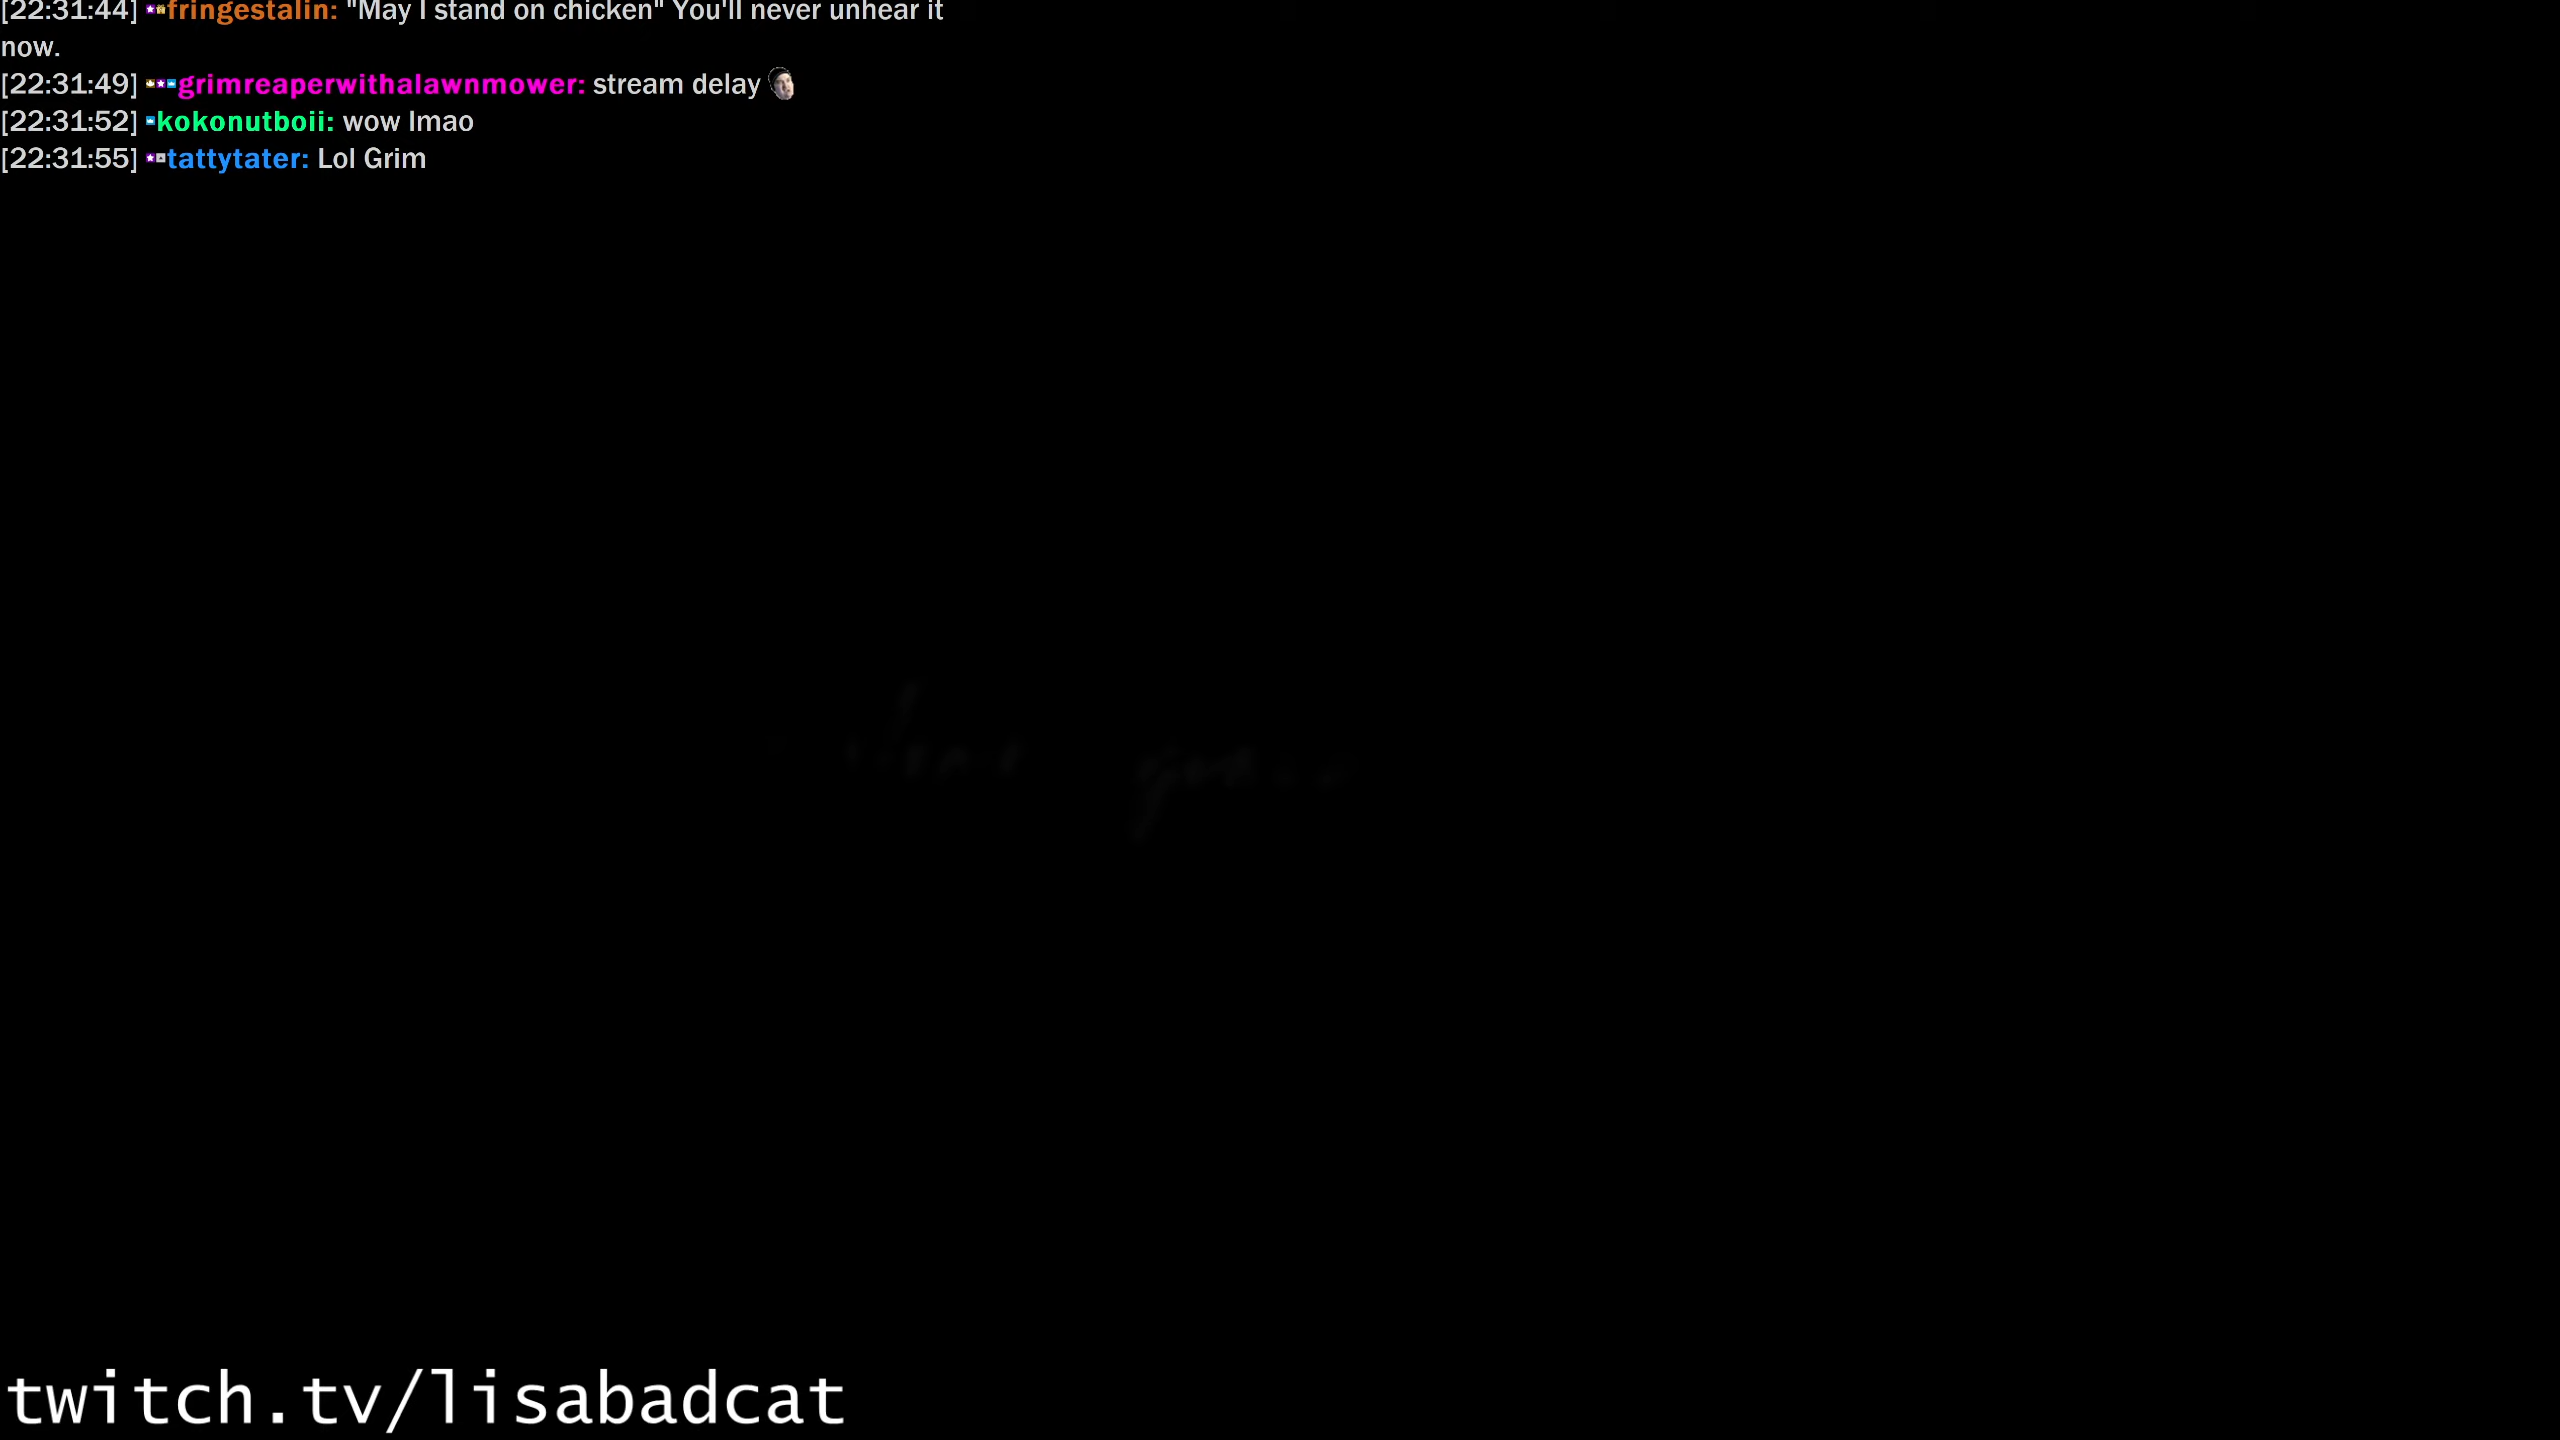 [22:31:44] fringestalin: "May I stand on chicken" You'll never unhear it
now.
[22:31:49] grimreaperwithalawnmower: stream delay
[22:31:52] kokonutboii: wow lmao
[22:31:55] tattytater: Lol Grim
twitch.tv/lisabadcat